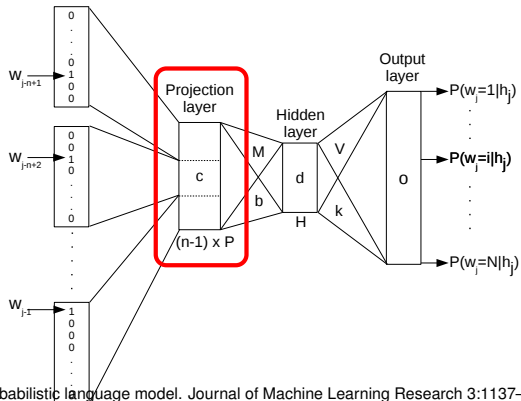 0
.
.
0
1
0
0
w j-n+1
0
0
1
0
.
.
.
0
w j-n+2
.
.
.
.
.
.
1
0
0
0
.
.
w j-1
Projection
layer
c
(n-1) x P
M
b
Hidden
layer
d
H
V
k
Output
layer
o
P(w j=1|h j)
.
.
.
P(w j=i|h j)
.
.
.
P(w j=N|h j)
babilistic language model. Journal of Machine Learning Research 3:1137–